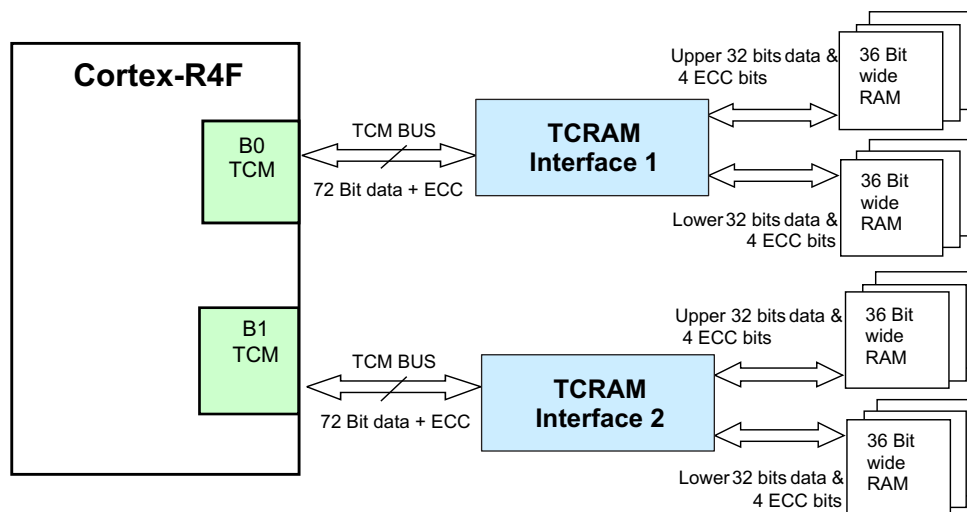 Cortex-R4F
B0
TCM
TCM BUS
72 Bit data + ECC
TCRAM
Interface 1
Upper 32 bits data &
4 ECC bits
36 Bit
wide
RAM
Lower 32 bits data &
4 ECC bits
36 Bit
wide
RAM
B1
TCM
TCM BUS
72 Bit data + ECC
TCRAM
Interface 2
Upper 32 bits data &
4 ECC bits
36 Bit
wide
RAM
Lower 32 bits data &
4 ECC bits
36 Bit
wide
RAM